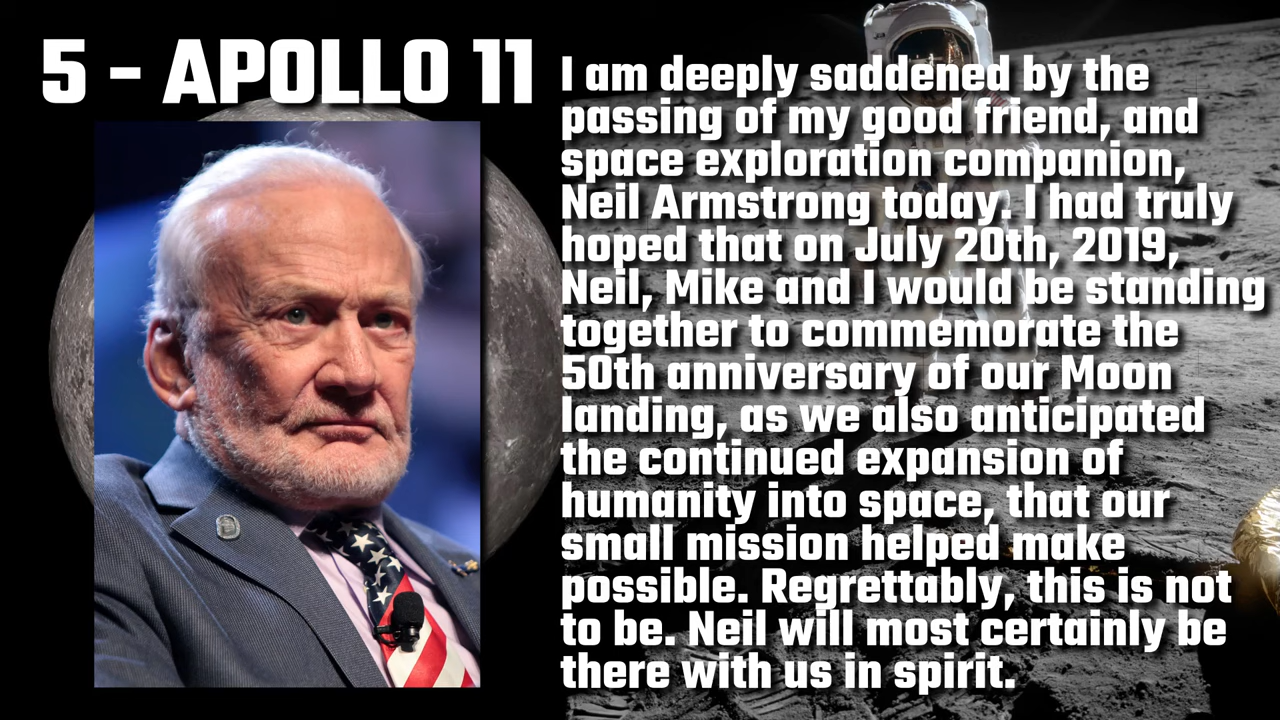 5 - APOLLO 11
I am deeply saddened by the
passing of my good friend, and
space exploration companion,
Neil Armstrong today. I had truly
hoped that on July 20th, 2019,
Neil, Mike and I would be standing
together to commemorate the
50th anniversary of our Moon
landing, as we also anticipated
the continued expansion of
humanity into space, that our
small mission helped make
possible. Regrettably, this is not
to be. Neil will most certainly be
there with us in spirit.